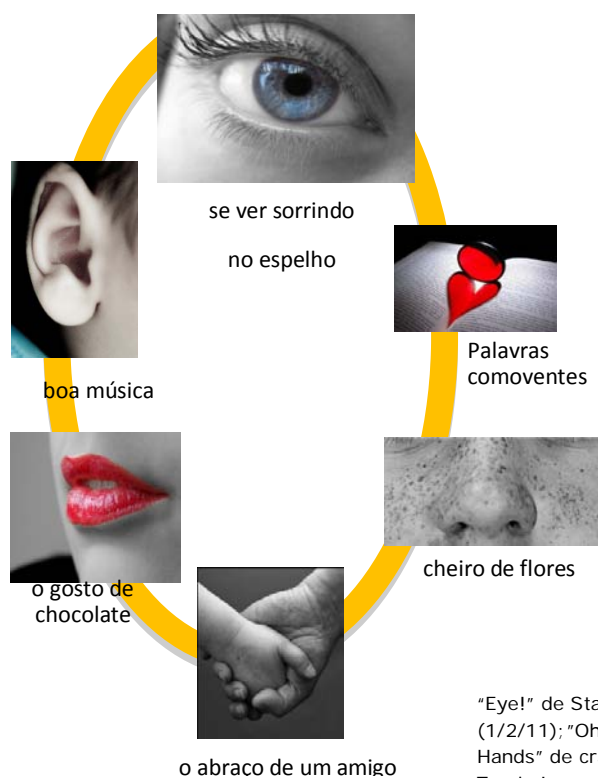 se ver sorrindo
no espelho
Palavras
comoventes
boa música
cheiro de flores
o gosto de
chocolate
o abraço de um amigo
"Eye!" de Sta
(1/2/11); "Oh
Hands" de cr